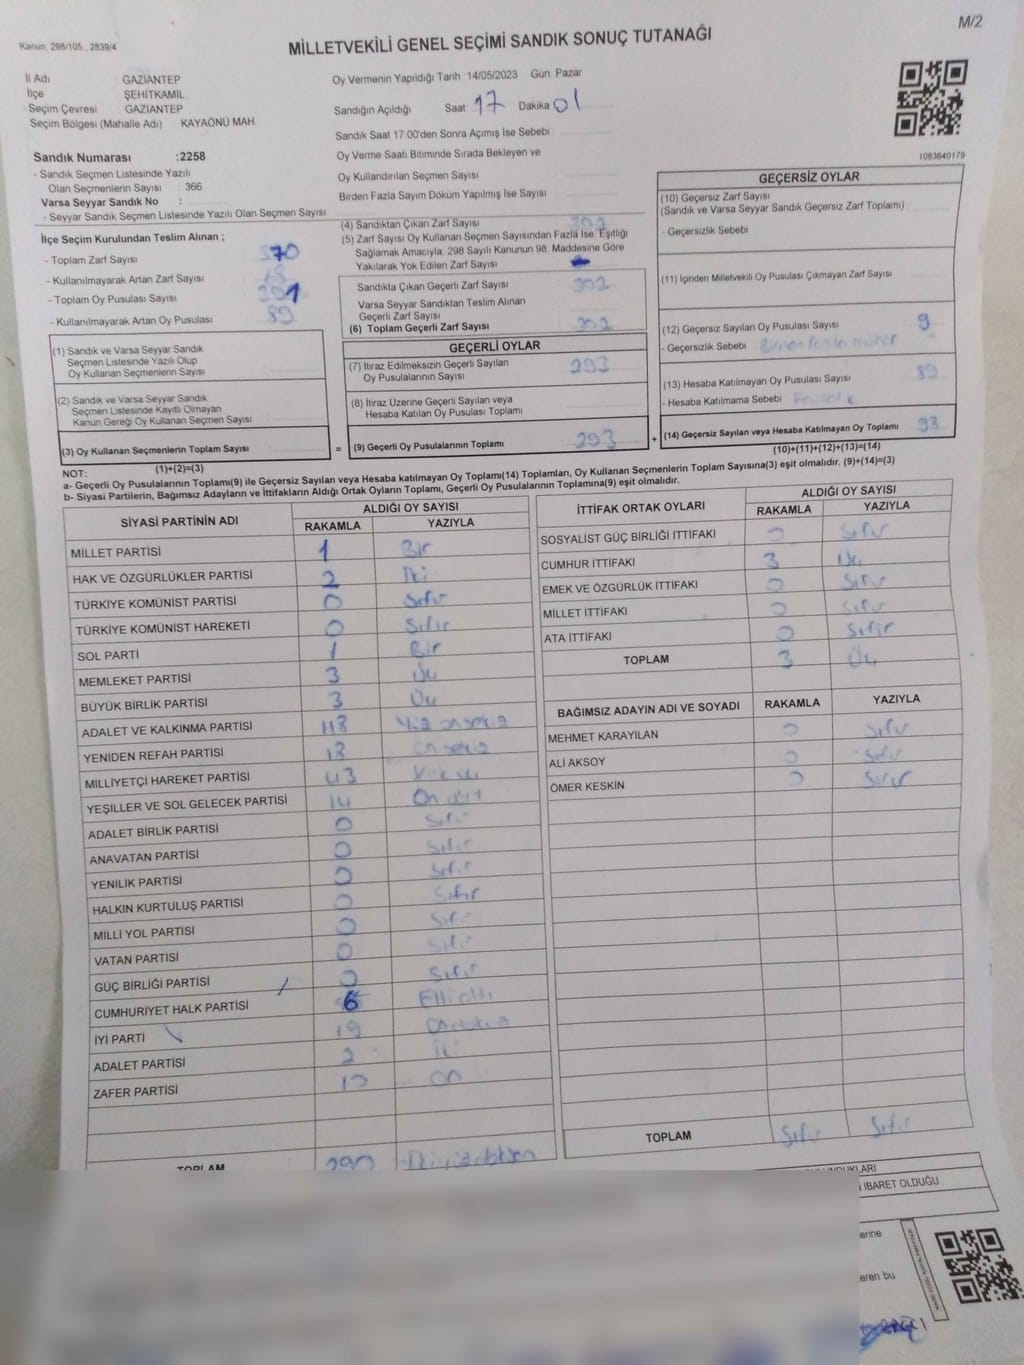 M/2
Kanun, 298/105 , 2839/4
MİLLETVEKİLİ GENEL SEÇİMİ SANDIK SONUÇ TUTANAĞI
İl Adı GAZİANTEP
İlçe ŞEHİTKAMİL
Seçim Çevresi GAZİANTEP
Seçim Bölgesi (Mahalle Adı) KAYAÖNÜ MAH.
Sandık Numarası :2258
- Sandık Seçmen Listesinde Yazılı
Olan Seçmenlerin Sayısı : 366
Varsa Seyyar Sandık No :
- Seyyar Sandık Seçmen Listesinde Yazılı Olan Seçmen Sayısı
Oy Vermenin Yapıldığı Tarih 14/05/2023 Gün: Pazar
Sandığın Açıldığı Saat 17 Dakika 01
Sandık Saat 17:00'den Sonra Açılmış İse Sebebi
Oy Verme Saati Bitiminde Sırada Bekleyen ve
Oy Kullandırılan Seçmen Sayısı
Birden Fazla Sayım Döküm Yapılmış İse Sayısı
1083640179
İlçe Seçim Kurulundan Teslim Alınan ;
- Toplam Zarf Sayısı 370
- Kullanılmayarak Artan Zarf Sayısı
- Toplam Oy Pusulası Sayısı
- Kullanılmayarak Artan Oy Pusulası 89
(1) Sandık ve Varsa Seyyar Sandık
Seçmen Listesinde Yazılı Olup
Oy Kullanan Seçmenlerin Sayısı
(2) Sandık ve Varsa Seyyar Sandık
Seçmen Listesinde Kayıtlı Olmayan
Kanun Gereği Oy Kullanan Seçmen Sayısı
(3) Oy Kullanan Seçmenlerin Toplam Sayısı
(1)+(2)=(3)
(4) Sandıktan Çıkan Zarf Sayısı 302
(5) Zarf Sayısı Oy Kullanan Seçmen Sayısından Fazla İse, Eşitliği
Sağlamak Amacıyla, 298 Sayılı Kanunun 98. Maddesine Göre
Yakılarak Yok Edilen Zarf Sayısı
Sandıkta Çıkan Geçerli Zarf Sayısı 302
Varsa Seyyar Sandıktan Teslim Alınan
Geçerli Zarf Sayısı
(6) Toplam Geçerli Zarf Sayısı 302
GEÇERLİ OYLAR
(7) İtiraz Edilmeksizin Geçerli Sayılan
Oy Pusulalarının Sayısı 293
(8) İtiraz Üzerine Geçerli Sayılan veya
Hesaba Katılan Oy Pusulası Toplamı
= (9) Geçerli Oy Pusulalarının Toplamı 293 +
GEÇERSİZ OYLAR
(10) Geçersiz Zarf Sayısı
(Sandık ve Varsa Seyyar Sandık Geçersiz Zarf Toplamı)
- Geçersizlik Sebebi
(11) İçinden Milletvekili Oy Pusulası Çıkmayan Zarf Sayısı
(12) Geçersiz Sayılan Oy Pusulası Sayısı 9
- Geçersizlik Sebebi Birden fazla mühür
(13) Hesaba Katılmayan Oy Pusulası Sayısı 89
- Hesaba Katılmama Sebebi
(14) Geçersiz Sayılan veya Hesaba Katılmayan Oy Toplamı 98
(10)+(11)+(12)+(13)=(14)
NOT:
a- Geçerli Oy Pusulalarının Toplamı(9) ile Geçersiz Sayılan veya Hesaba katılmayan Oy Toplamı(14) Toplamları, Oy Kullanan Seçmenlerin Toplam Sayısına(3) eşit olmalıdır. (9)+(14)=(3)
b- Siyasi Partilerin, Bağımsız Adayların ve İttifakların Aldığı Ortak Oyların Toplamı, Geçerli Oy Pusulalarının Toplamına(9) eşit olmalıdır.
SİYASİ PARTİNİN ADI ALDIĞI OY SAYISI
RAKAMLA YAZIYLA
MİLLET PARTİSİ 1 Bir
HAK VE ÖZGÜRLÜKLER PARTİSİ 2 İki
TÜRKİYE KOMÜNİST PARTİSİ 0 Sıfır
TÜRKİYE KOMÜNİST HAREKETİ 0 Sıfır
SOL PARTİ 1 Bir
MEMLEKET PARTİSİ 3 Üç
BÜYÜK BİRLİK PARTİSİ 3 Üç
ADALET VE KALKINMA PARTİSİ 118 Yüz onsekiz
YENİDEN REFAH PARTİSİ 18 Onsekiz
MİLLİYETÇİ HAREKET PARTİSİ 43 Kırk üç
YEŞİLLER VE SOL GELECEK PARTİSİ 14 On dört
ADALET BİRLİK PARTİSİ 0 Sıfır
ANAVATAN PARTİSİ 0 Sıfır
YENİLİK PARTİSİ 0 Sıfır
HALKIN KURTULUŞ PARTİSİ 0 Sıfır
MİLLİ YOL PARTİSİ 0 Sıfır
VATAN PARTİSİ 0 Sıfır
GÜÇ BİRLİĞİ PARTİSİ 0 Sıfır
CUMHURİYET HALK PARTİSİ 6 Elli altı
İYİ PARTİ 19
ADALET PARTİSİ 2 İki
ZAFER PARTİSİ 10 On
TOPLAM 290 İkiyüzdoksan
İTTİFAK ORTAK OYLARI ALDIĞI OY SAYISI
RAKAMLA YAZIYLA
SOSYALİST GÜÇ BİRLİĞİ İTTİFAKI 0 Sıfır
CUMHUR İTTİFAKI 3 Üç
EMEK VE ÖZGÜRLÜK İTTİFAKI 0 Sıfır
MİLLET İTTİFAKI 0 Sıfır
ATA İTTİFAKI 0 Sıfır
TOPLAM 3 Üç
BAĞIMSIZ ADAYIN ADI VE SOYADI RAKAMLA YAZIYLA
MEHMET KARAYILAN 0 Sıfır
ALİ AKSOY 0 Sıfır
ÖMER KESKİN 0 Sıfır
TOPLAM Sıfır Sıfır
İBARET OLDUĞU
eren bu